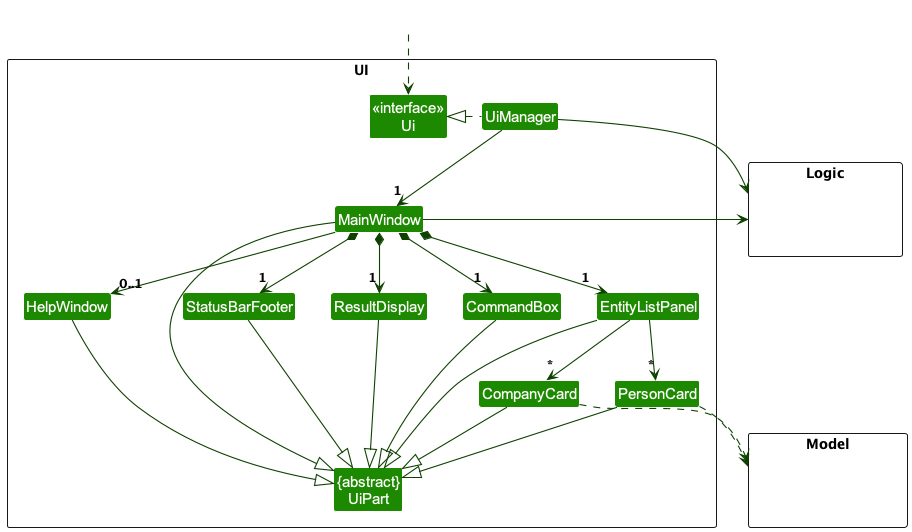 UI
«interface»
Ui
UiManager
Logic
1
MainWindow
0..1
1
1
1
1
HelpWindow
StatusBarFooter
ResultDisplay
CommandBox
EntityListPanel
*
*
CompanyCard
PersonCard
Model
{abstract}
UiPart